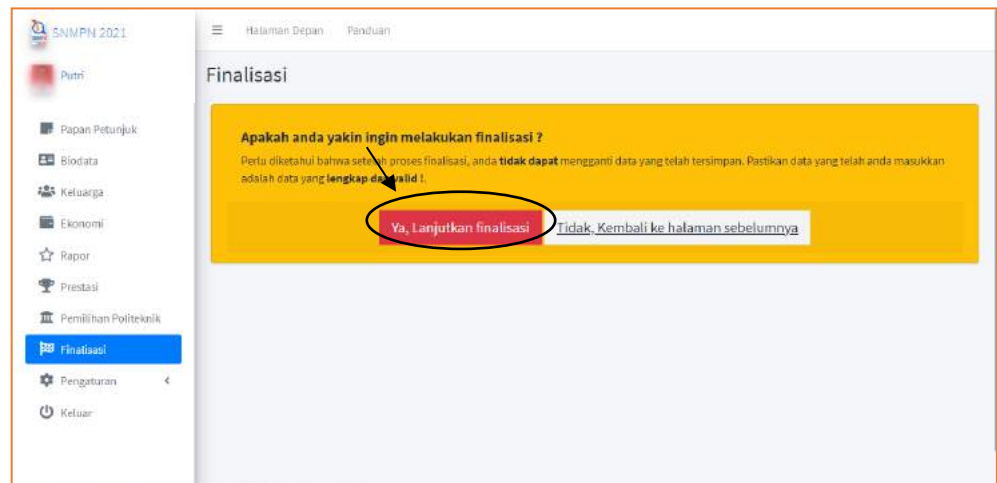 SNMPN 2021
Halaman Depan Panduan
Putri
Finalisasi
Papan Petunjuk
Biodata
Keluarga
Ekonomi
Rapor
Prestasi
Pemilihan Politeknik
Finalisasi
Pengaturan
Keluar
Apakah anda yakin ingin melakukan finalisasi ?
Perlu diketahui bahwa setelah proses finalisasi, anda tidak dapat mengganti data yang telah tersimpan. Pastikan data yang telah anda masukkan
adalah data yang lengkap dan valid !.
Ya, Lanjutkan finalisasi Tidak, Kembali ke halaman sebelumnya